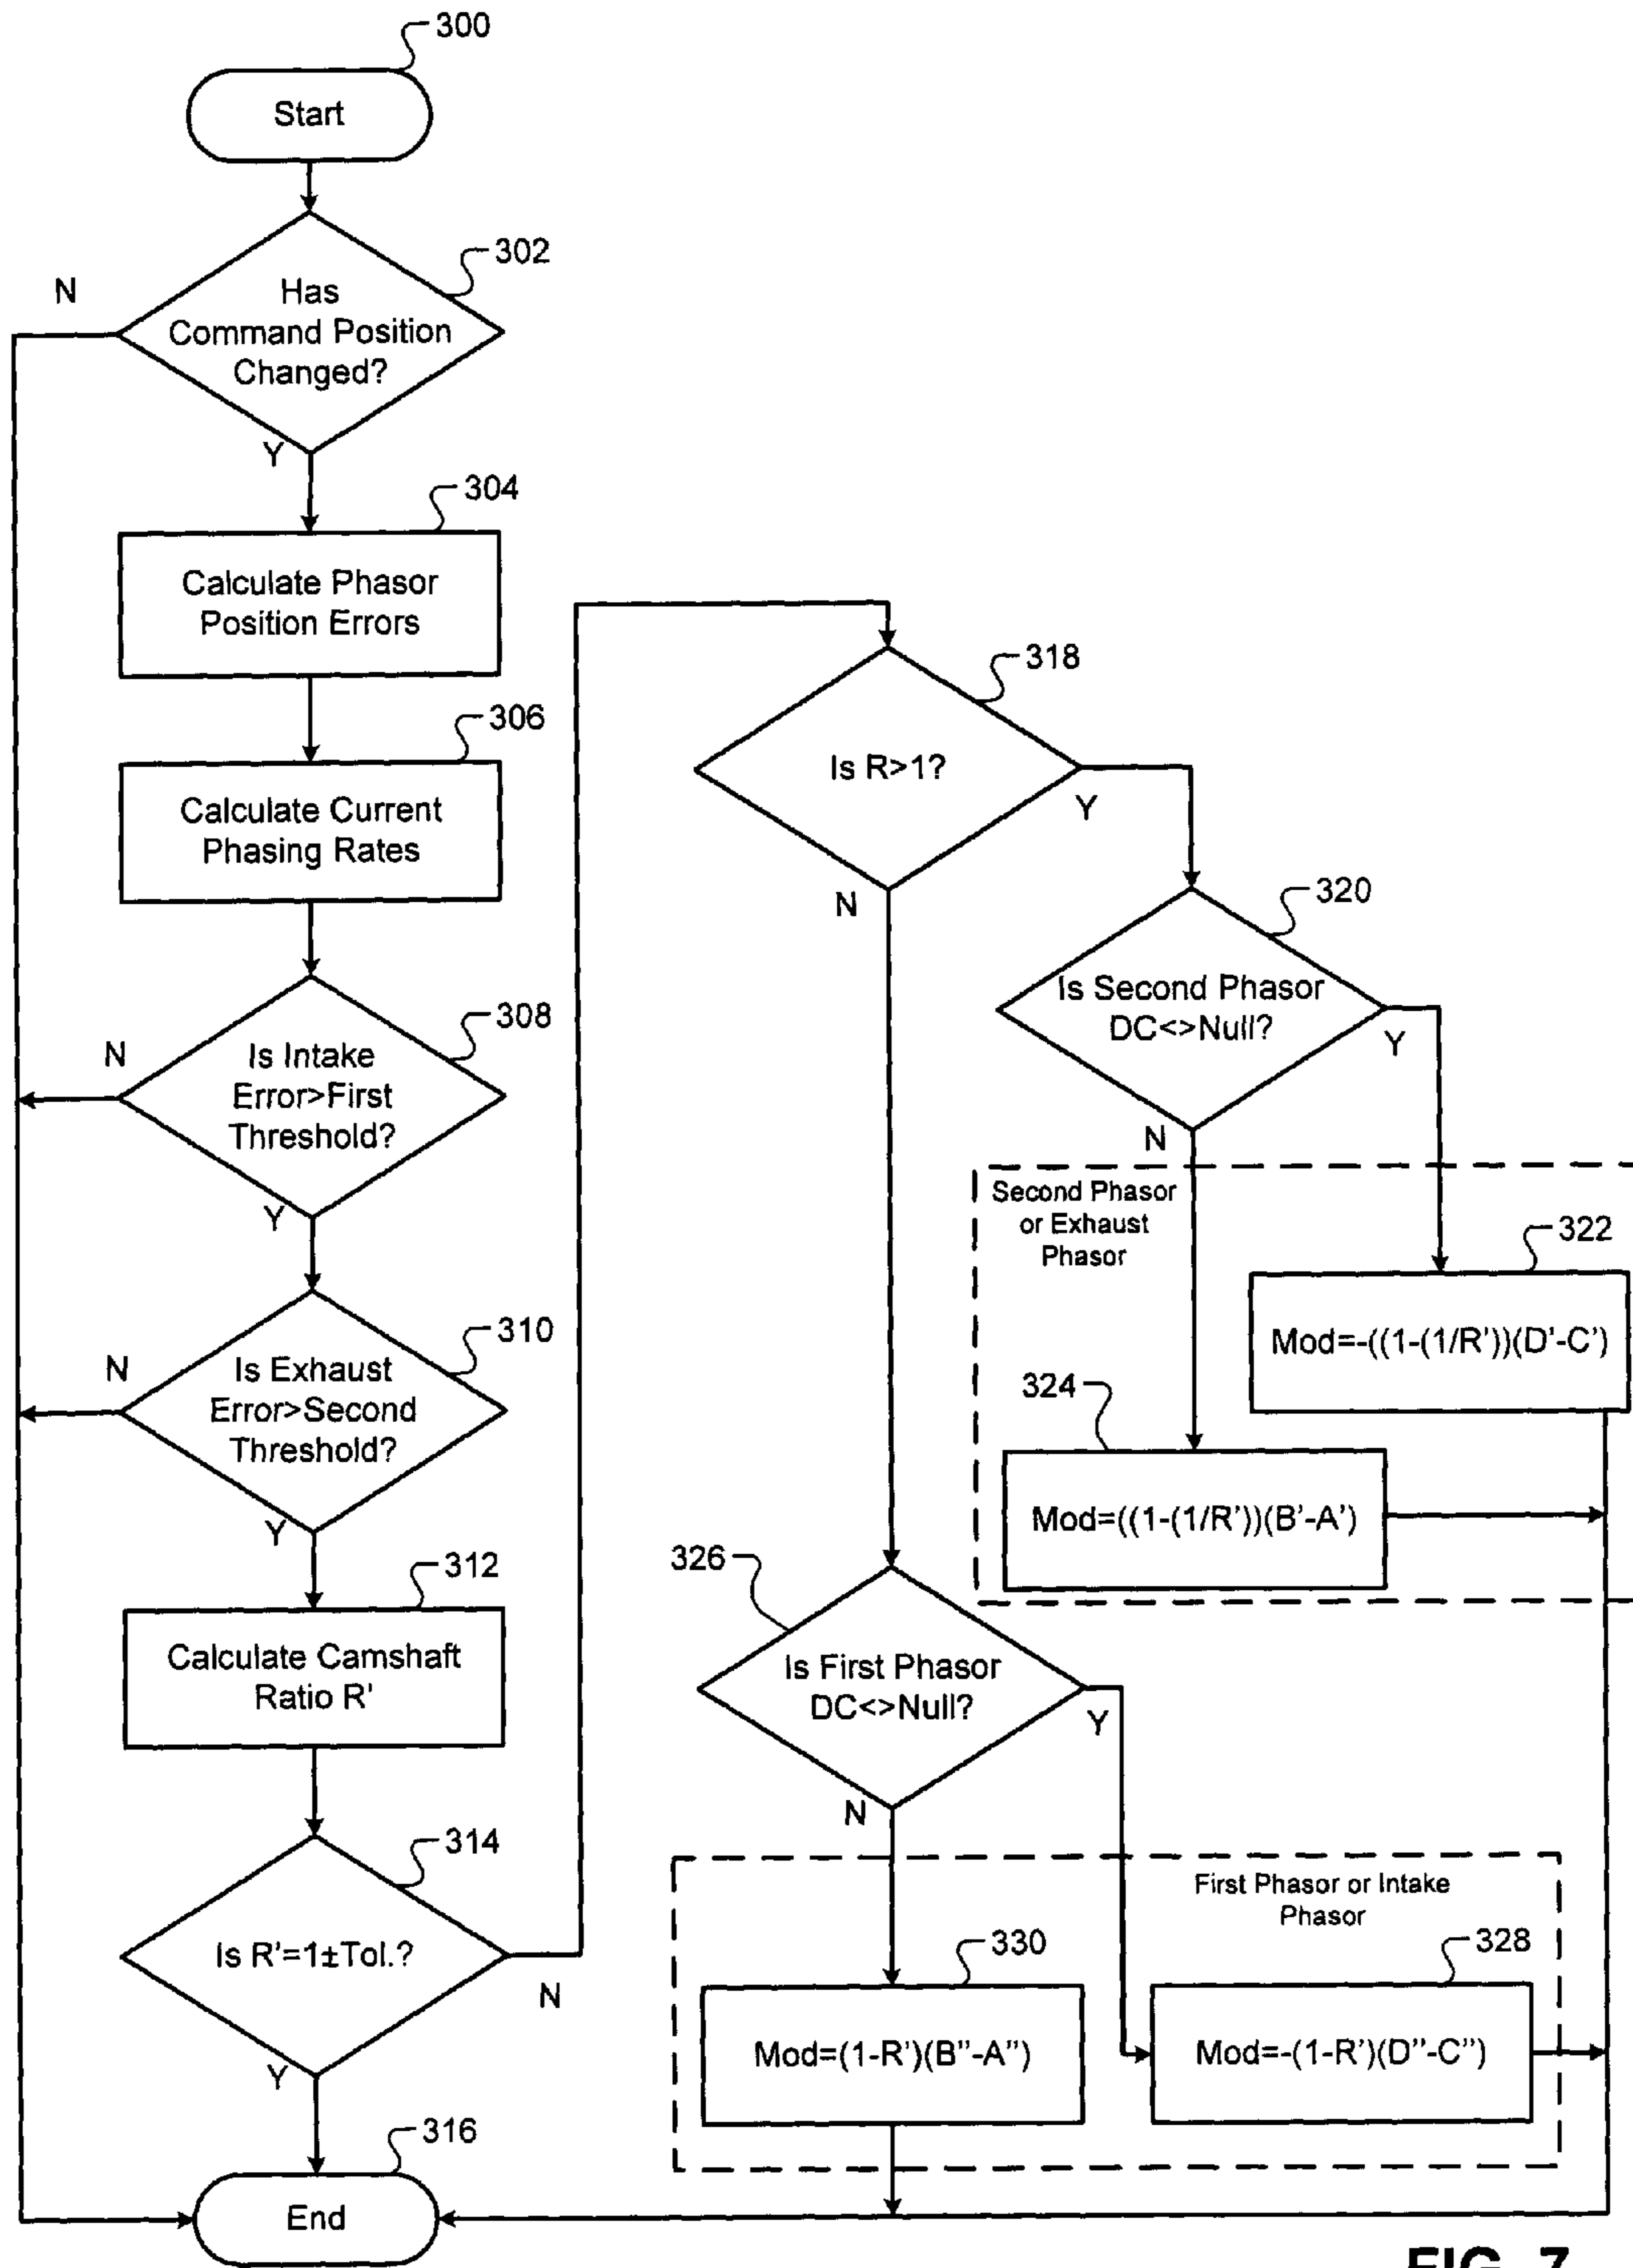 300
Start
302
N
Has
Command Position
Changed?
Y
304
Calculate Phasor
Position Errors
306
Calculate Current
Phasing Rates
308
N
Is Intake
Error>First
Threshold?
Y
310
N
Is Exhaust
Error>Second
Threshold?
Y
312
Calculate Camshaft
Ratio R'
314
Is R'=1±Tol.?
N
Y
316
End
318
Is R>1?
Y
N
320
Is Second Phasor
DC<>Null?
Y
N
Second Phasor
or Exhaust
Phasor
322
Mod=-((1-(1/R'))(D'-C')
324
Mod=((1-(1/R'))(B'-A')
326
Is First Phasor
DC<>Null?
Y
N
First Phasor or Intake
Phasor
330
Mod=(1-R')(B"-A")
328
Mod=-(1-R')(D"-C")
FIG. 7